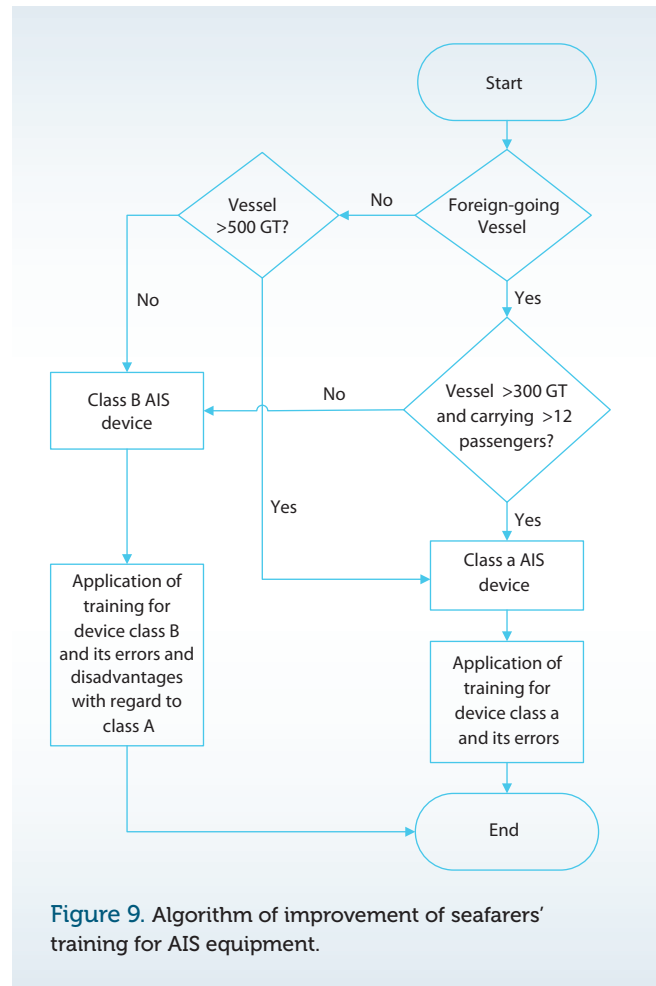 Start
Foreign-going
Vessel
No
Vessel
>500 GT?
No
Yes
Vessel >300 GT
and carrying >12
passengers?
No
Class B AIS
device
Yes
Yes
Class a AIS
device
Application of
training for
device class B
and its errors and
disadvantages
with regard to
class A
Application of
training for
device class a
and its errors
End
Figure 9. Algorithm of improvement of seafarers'
training for AIS equipment.